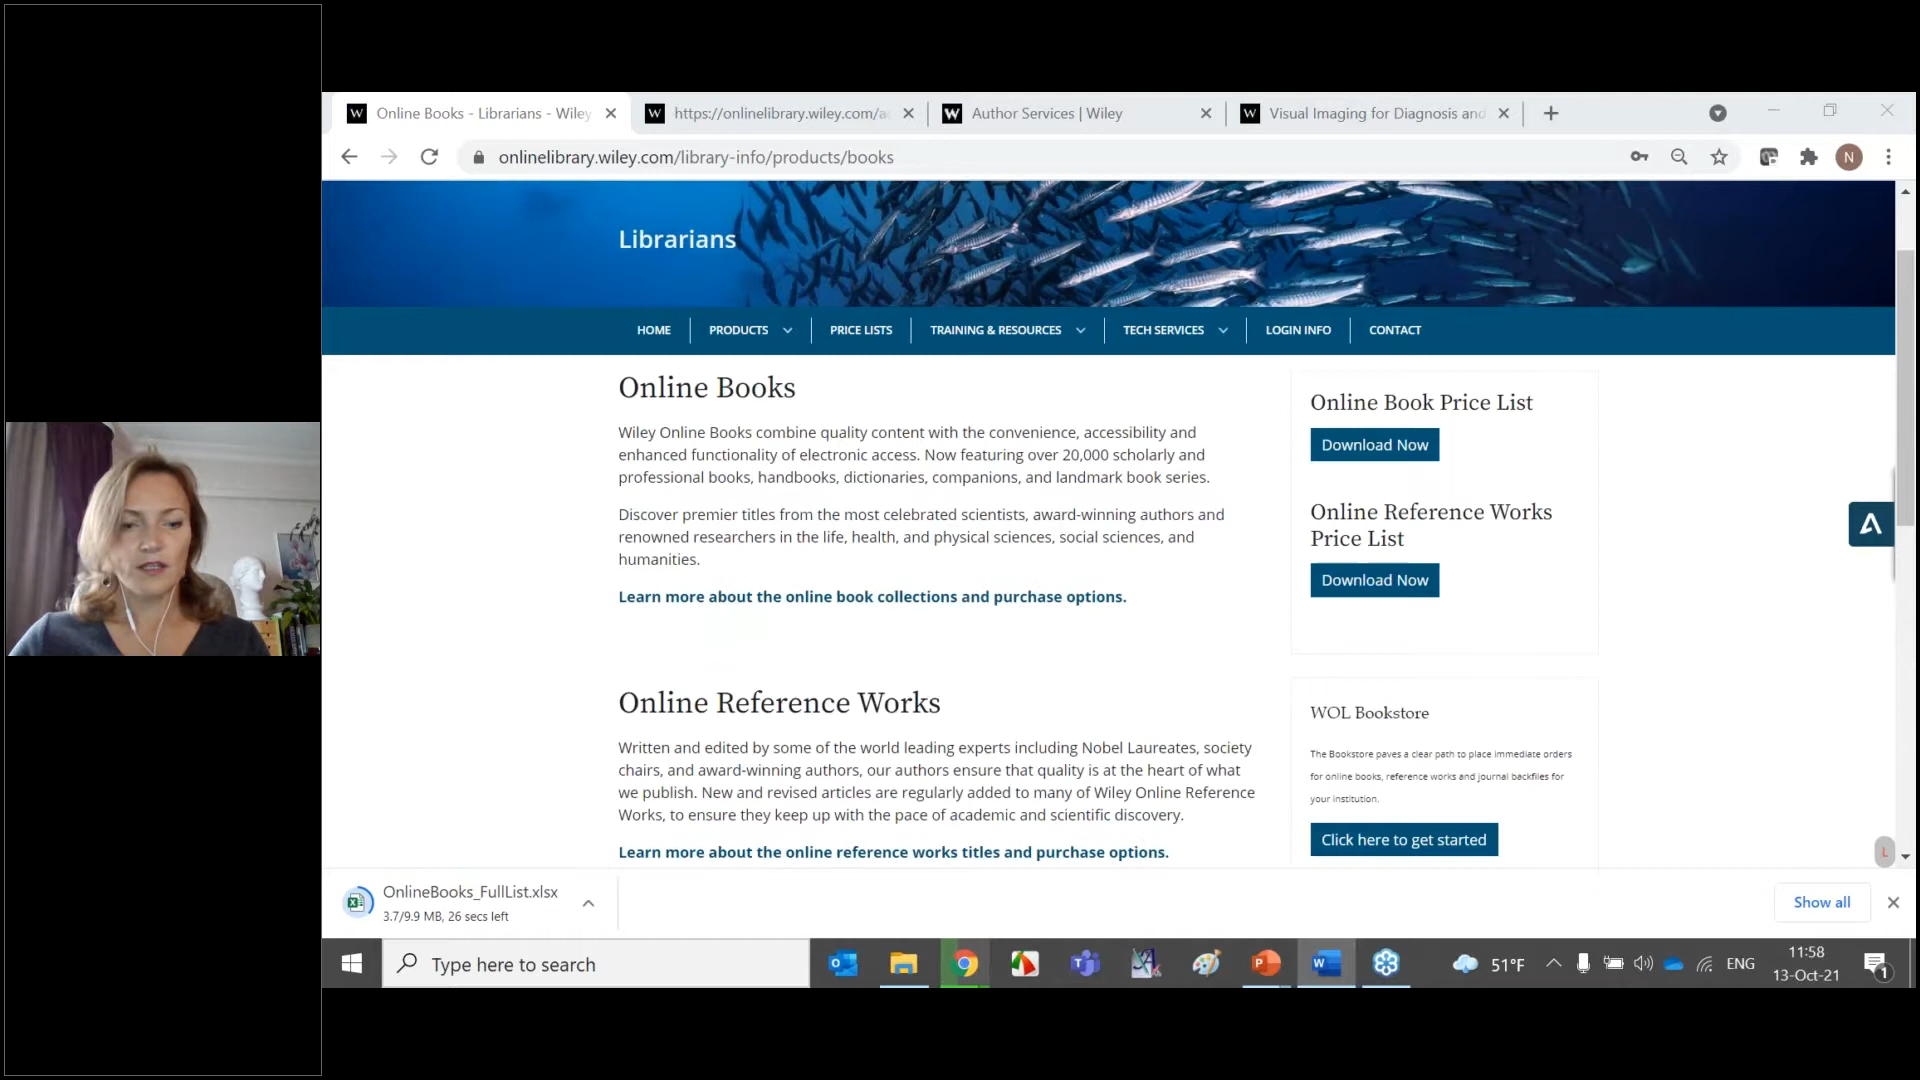 Online Books - Librarians - Wiley
https://onlinelibrary.wiley.com/a
Author Services | Wiley
Visual Imaging for Diagnosis and
onlinelibrary.wiley.com/library-info/products/books
N
Librarians
HOME
PRODUCTS
PRICE LISTS
TRAINING & RESOURCES
TECH SERVICES
LOGIN INFO
CONTACT
Online Books
Wiley Online Books combine quality content with the convenience, accessibility and
enhanced functionality of electronic access. Now featuring over 20,000 scholarly and
professional books, handbooks, dictionaries, companions, and landmark book series.
Discover premier titles from the most celebrated scientists, award-winning authors and
renowned researchers in the life, health, and physical sciences, social sciences, and
humanities.
Learn more about the online book collections and purchase options.
Online Reference Works
Written and edited by some of the world leading experts including Nobel Laureates, society
chairs, and award-winning authors, our authors ensure that quality is at the heart of what
we publish. New and revised articles are regularly added to many of Wiley Online Reference
Works, to ensure they keep up with the pace of academic and scientific discovery.
Learn more about the online reference works titles and purchase options.
Online Book Price List
Download Now
Online Reference Works
Price List
Download Now
WOL Bookstore
The Bookstore paves a clear path to place immediate orders
for online books, reference works and journal backfiles for
your institution.
Click here to get started
L
OnlineBooks_FullList.xlsx
3.7/9.9 MB, 26 secs left
Show all
Type here to search
51°F
ENG
11:58
13-Oct-21
1